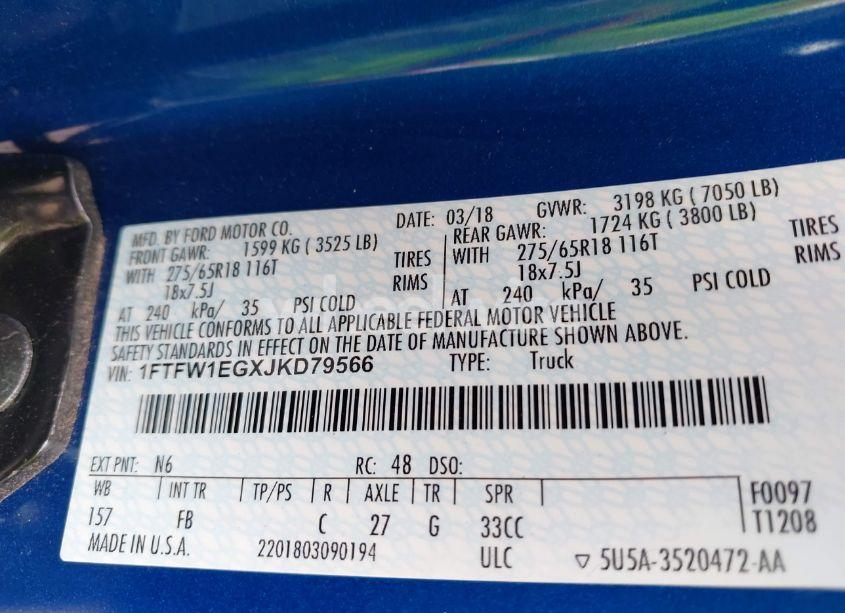 MFD. BY FORD MOTOR CO. DATE: 03/18 GVWR: 3198 KG ( 7050 LB)
FRONT GAWR: 1599 KG ( 3525 LB) REAR GAWR: 1724 KG ( 3800 LB)
WITH 275/65R18 116T TIRES WITH 275/65R18 116T TIRES
18x7.5J RIMS 18x7.5J RIMS
AT 240 kPa/ 35 PSI COLD AT 240 kPa/ 35 PSI COLD
THIS VEHICLE CONFORMS TO ALL APPLICABLE FEDERAL MOTOR VEHICLE
SAFETY STANDARDS IN EFFECT ON THE DATE OF MANUFACTURE SHOWN ABOVE.
VIN: 1FTFW1EGXJKD79566 TYPE: Truck
EXT PNT: N6 RC: 48 DSO:
WB INT TR TP/PS R AXLE TR SPR F0097
157 FB C 27 G 33CC T1208
MADE IN U.S.A. 2201803090194 ULC ▽ 5U5A-3520472-AA